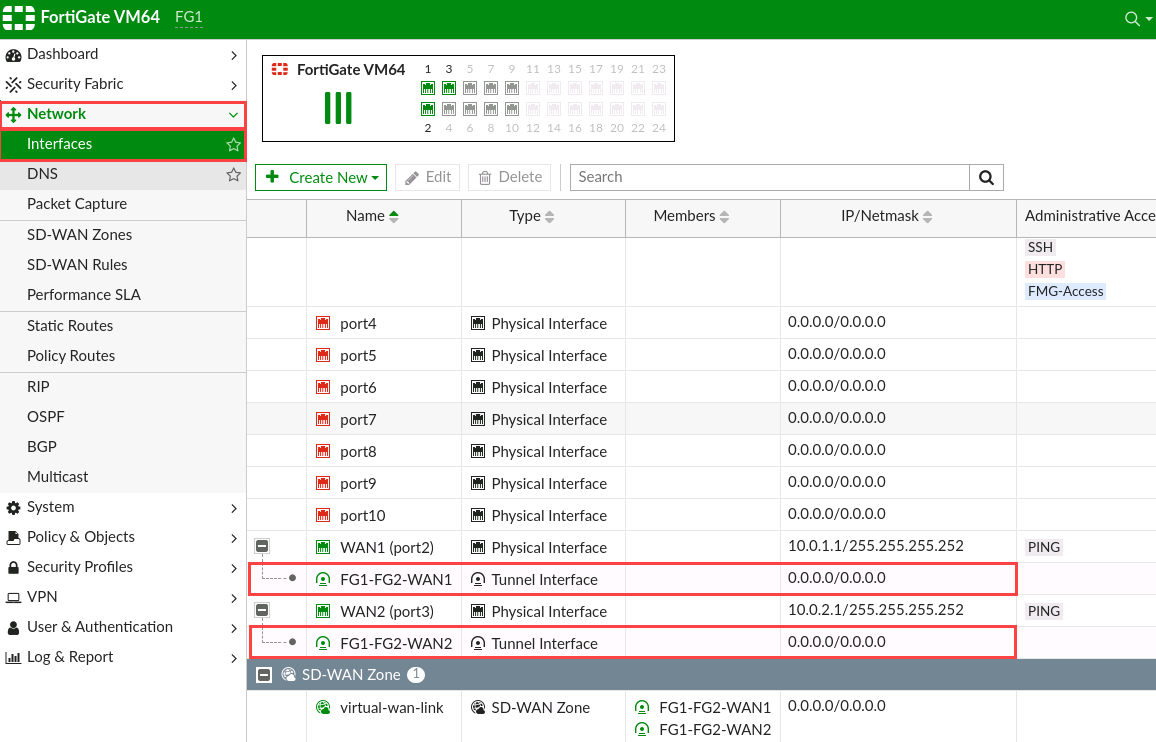 FortiGate VM64 FG1
Dashboard
Security Fabric
Network
Interfaces
DNS
Packet Capture
SD-WAN Zones
SD-WAN Rules
Performance SLA
Static Routes
Policy Routes
RIP
OSPF
BGP
Multicast
System
Policy & Objects
Security Profiles
VPN
User & Authentication
Log & Report
FortiGate VM64
1 3 5 7 9 11 13 15 17 19 21 23
2 4 6 8 10 12 14 16 18 20 22 24
Create New Edit Delete Search
Name Type Members IP/Netmask Administrative Acce
SSH
HTTP
FMG-Access
port4 Physical Interface 0.0.0.0/0.0.0.0
port5 Physical Interface 0.0.0.0/0.0.0.0
port6 Physical Interface 0.0.0.0/0.0.0.0
port7 Physical Interface 0.0.0.0/0.0.0.0
port8 Physical Interface 0.0.0.0/0.0.0.0
port9 Physical Interface 0.0.0.0/0.0.0.0
port10 Physical Interface 0.0.0.0/0.0.0.0
WAN1 (port2) Physical Interface 10.0.1.1/255.255.255.252 PING
FG1-FG2-WAN1 Tunnel Interface 0.0.0.0/0.0.0.0
WAN2 (port3) Physical Interface 10.0.2.1/255.255.255.252 PING
FG1-FG2-WAN2 Tunnel Interface 0.0.0.0/0.0.0.0
SD-WAN Zone 1
virtual-wan-link SD-WAN Zone FG1-FG2-WAN1 0.0.0.0/0.0.0.0
FG1-FG2-WAN2